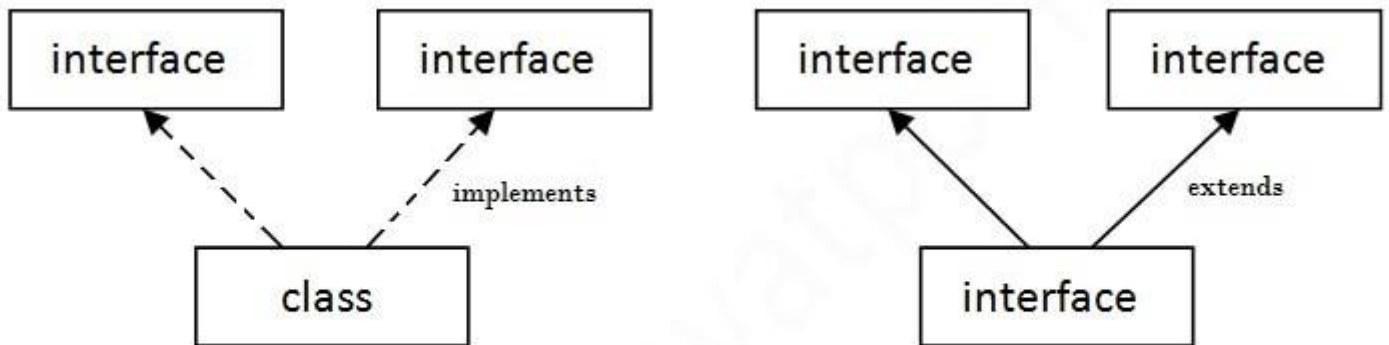 interface interface interface interface
implements extends
class interface